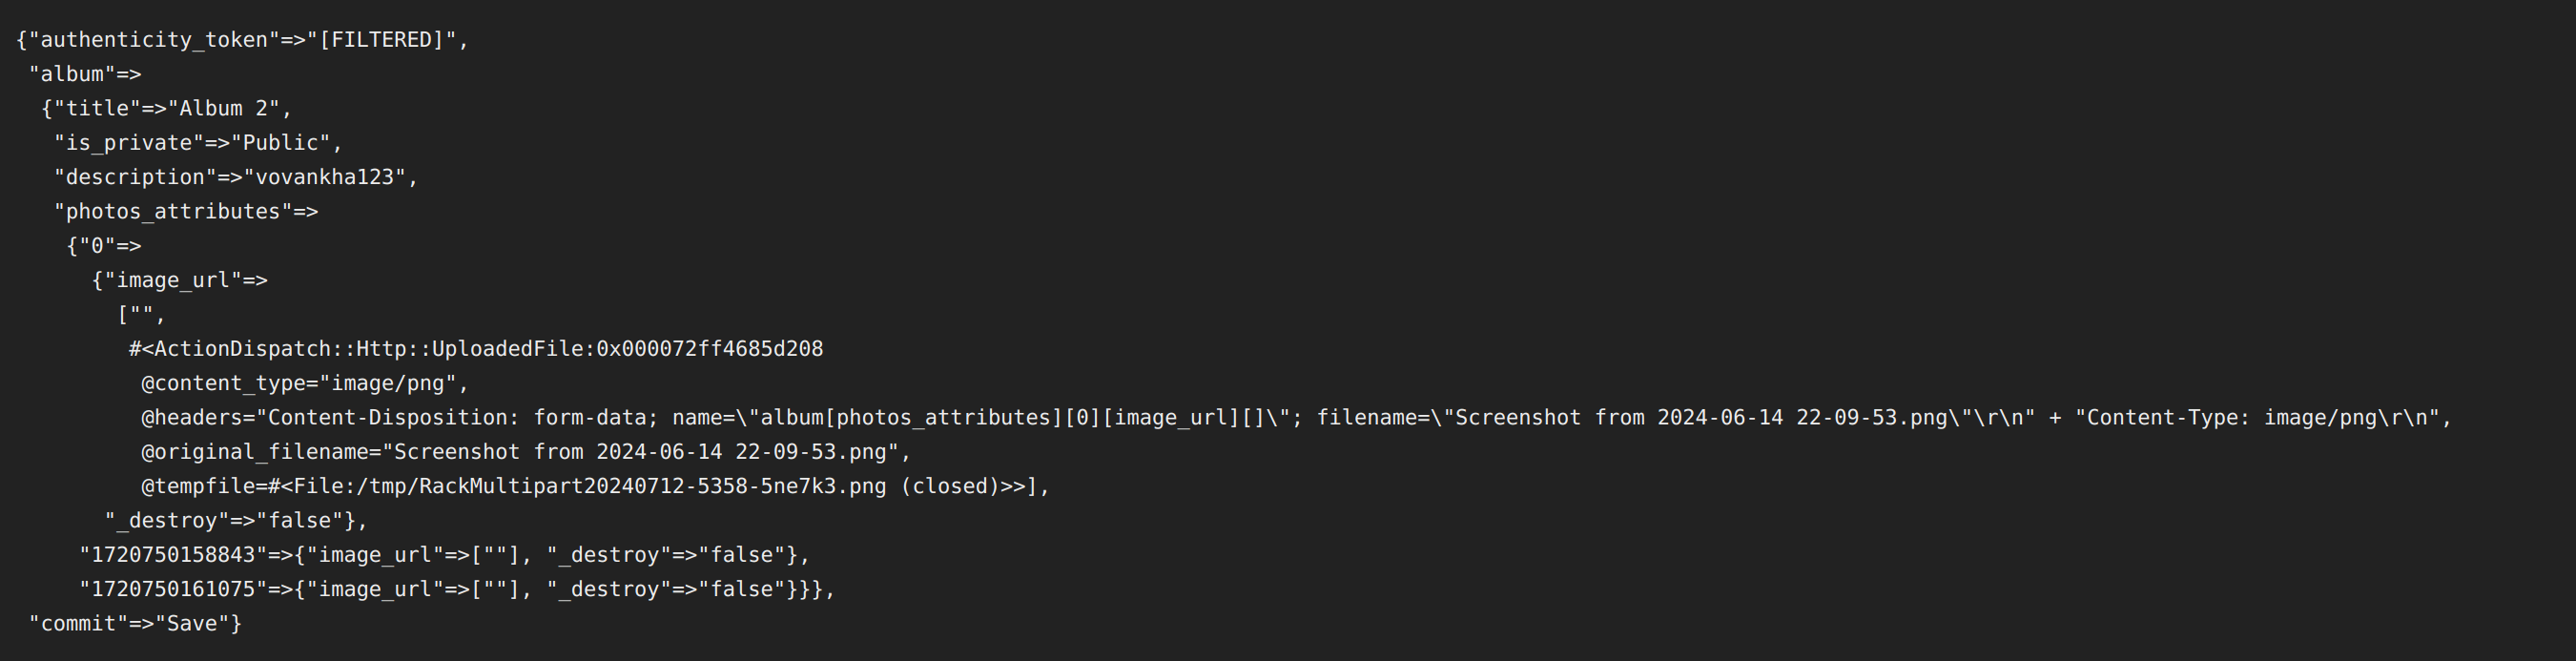 {"authenticity_token"=>"[FILTERED]",
"album"=>
{"title"=>"Album 2",
"is_private"=>"Public",
"description"=>"vovankha123",
"photos_attributes"=>
{"0"=>
{"image_url"=>
["",
#<ActionDispatch::Http::UploadedFile:0x000072ff4685d208
@content_type="image/png",
@headers="Content-Disposition: form-data; name=\"album[photos_attributes][0][image_url][]\"; filename=\"Screenshot from 2024-06-14 22-09-53.png\"\r\n" + "Content-Type: image/png\r\n",
@original_filename="Screenshot from 2024-06-14 22-09-53.png",
@tempfile=#<File:/tmp/RackMultipart20240712-5358-5ne7k3.png (closed)>>],
"_destroy"=>"false"},
"1720750158843"=>{"image_url"=>[""], "_destroy"=>"false"},
"1720750161075"=>{"image_url"=>[""], "_destroy"=>"false"}}},
"commit"=>"Save"}